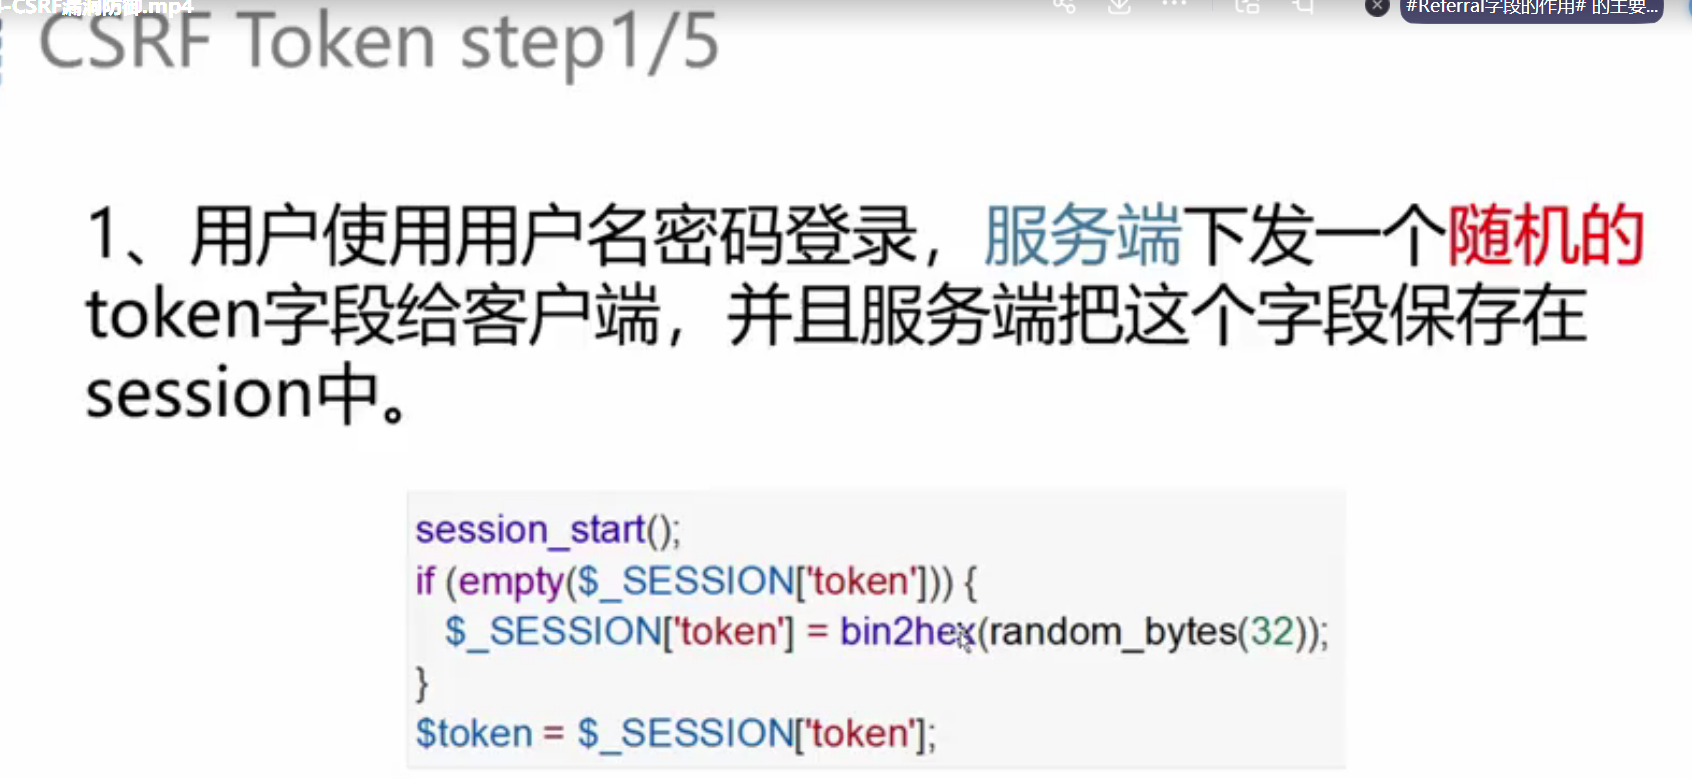 -CSRF漏洞防御.mp4
#Referral字段的作用# 的主要...
CSRF Token step1/5
1、用户使用用户名密码登录，服务端下发一个随机的
token字段给客户端，并且服务端把这个字段保存在
session中。
session_start();
if (empty($_SESSION['token'])) {
$_SESSION['token'] = bin2hex(random_bytes(32));
}
$token = $_SESSION['token'];